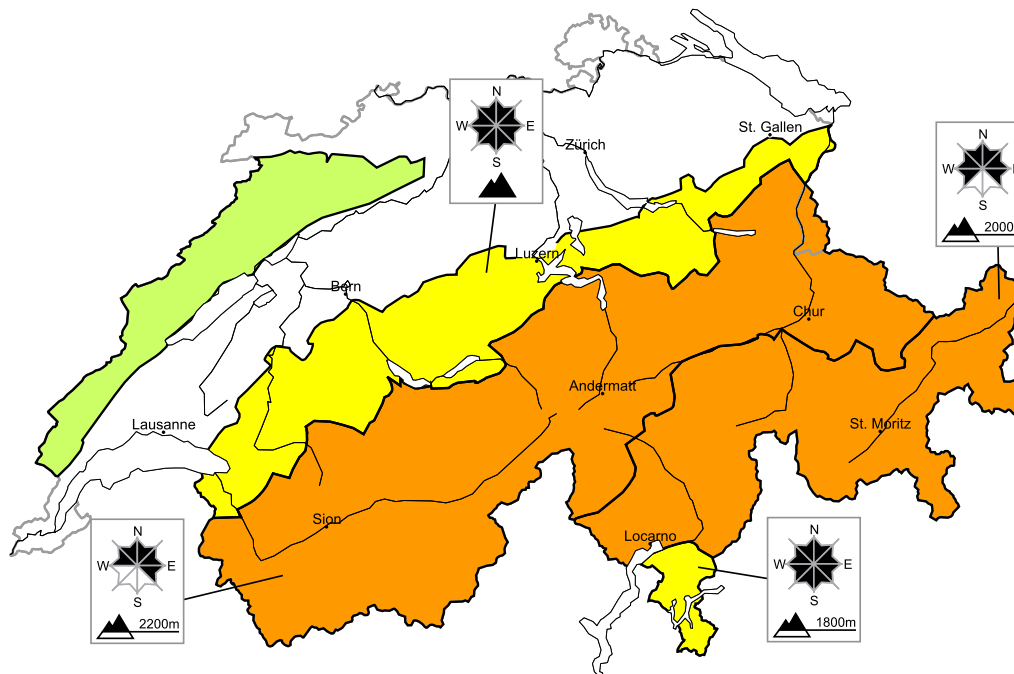 N
W E
S
St. Gallen
Zürich
N
W
S
2000
Luzern
Bern
Chur
Andermatt
Lausanne
St. Moritz
Sion
Locarno
N
W E
S
2200m
N
W E
S
1800m